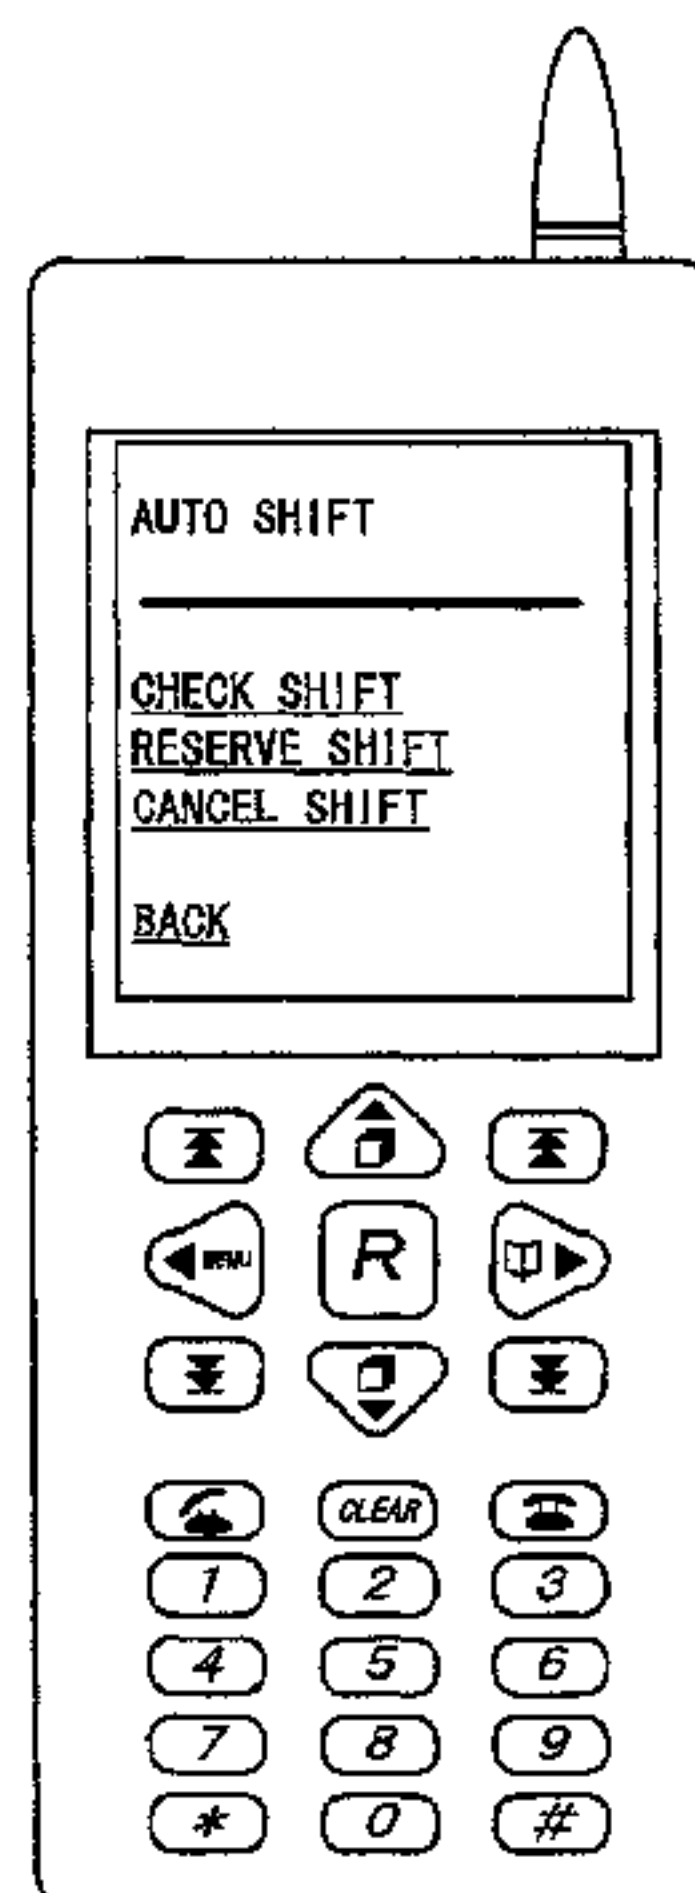 AUTO SHIFT
CHECK SHIFT
RESERVE SHIFT
CANCEL SHIFT
BACK
MENU
R
CLEAR
1 2 3
4 5 6
7 8 9
* 0 #